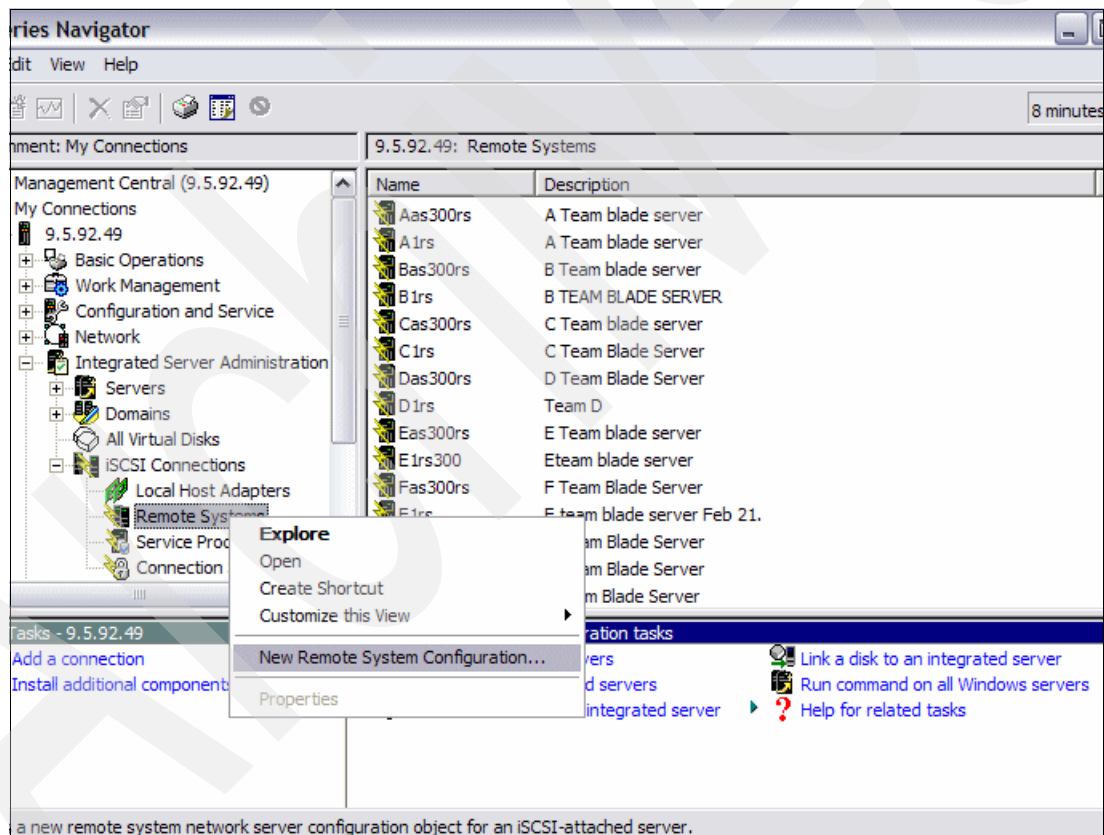 ries Navigator
Edit View Help
8 minutes
nment: My Connections
9.5.92.49: Remote Systems
Management Central (9.5.92.49)
My Connections
9.5.92.49
Basic Operations
Work Management
Configuration and Service
Network
Integrated Server Administration
Servers
Domains
All Virtual Disks
iSCSI Connections
Local Host Adapters
Remote Systems
Service Proc
Connection
Name Description
Aas300rs A Team blade server
A1rs A Team blade server
Bas300rs B Team blade server
B1rs B TEAM BLADE SERVER
Cas300rs C Team blade server
C1rs C Team Blade Server
Das300rs D Team Blade Server
D1rs Team D
Eas300rs E Team blade server
E1rs300 Eteam blade server
Fas300rs F Team Blade Server
F1rs F team blade server Feb 21.
am Blade Server
am Blade Server
m Blade Server
Explore
Open
Create Shortcut
Customize this View
New Remote System Configuration...
Properties
Tasks - 9.5.92.49
Add a connection
Install additional components
ration tasks
vers
d servers
integrated server
Link a disk to an integrated server
Run command on all Windows servers
Help for related tasks
a new remote system network server configuration object for an iSCSI-attached server.